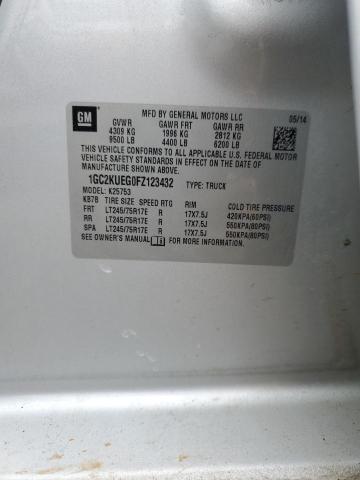 GM
MFD BY GENERAL MOTORS LLC 05/14
GVWR GAWR FRT GAWR RR
4309 KG 1996 KG 2812 KG
9500 LB 4400 LB 6200 LB
THIS VEHICLE CONFORMS TO ALL APPLICABLE U.S. FEDERAL MOTOR
VEHICLE SAFETY STANDARDS IN EFFECT ON THE DATE OF
MANUFACTURE SHOWN ABOVE.
1GC2KUEG0FZ123432 TYPE: TRUCK
MODEL: K25753
KB7B TIRE SIZE SPEED RTG RIM COLD TIRE PRESSURE
FRT LT245/75R17E R 17X7.5J 420KPA(60PSI)
RR LT245/75R17E R 17X7.5J 550KPA(80PSI)
SPA LT245/75R17E R 17X7.5J 550KPA(80PSI)
SEE OWNER'S MANUAL FOR MORE INFORMATION.